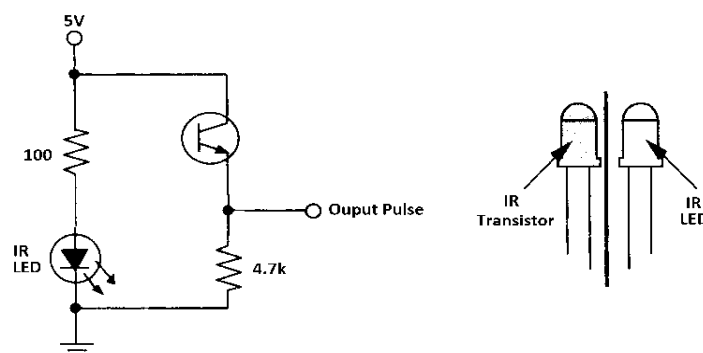 5V
100
Ouput Pulse
IR
LED
4.7k
IR
Transistor
IR
LED